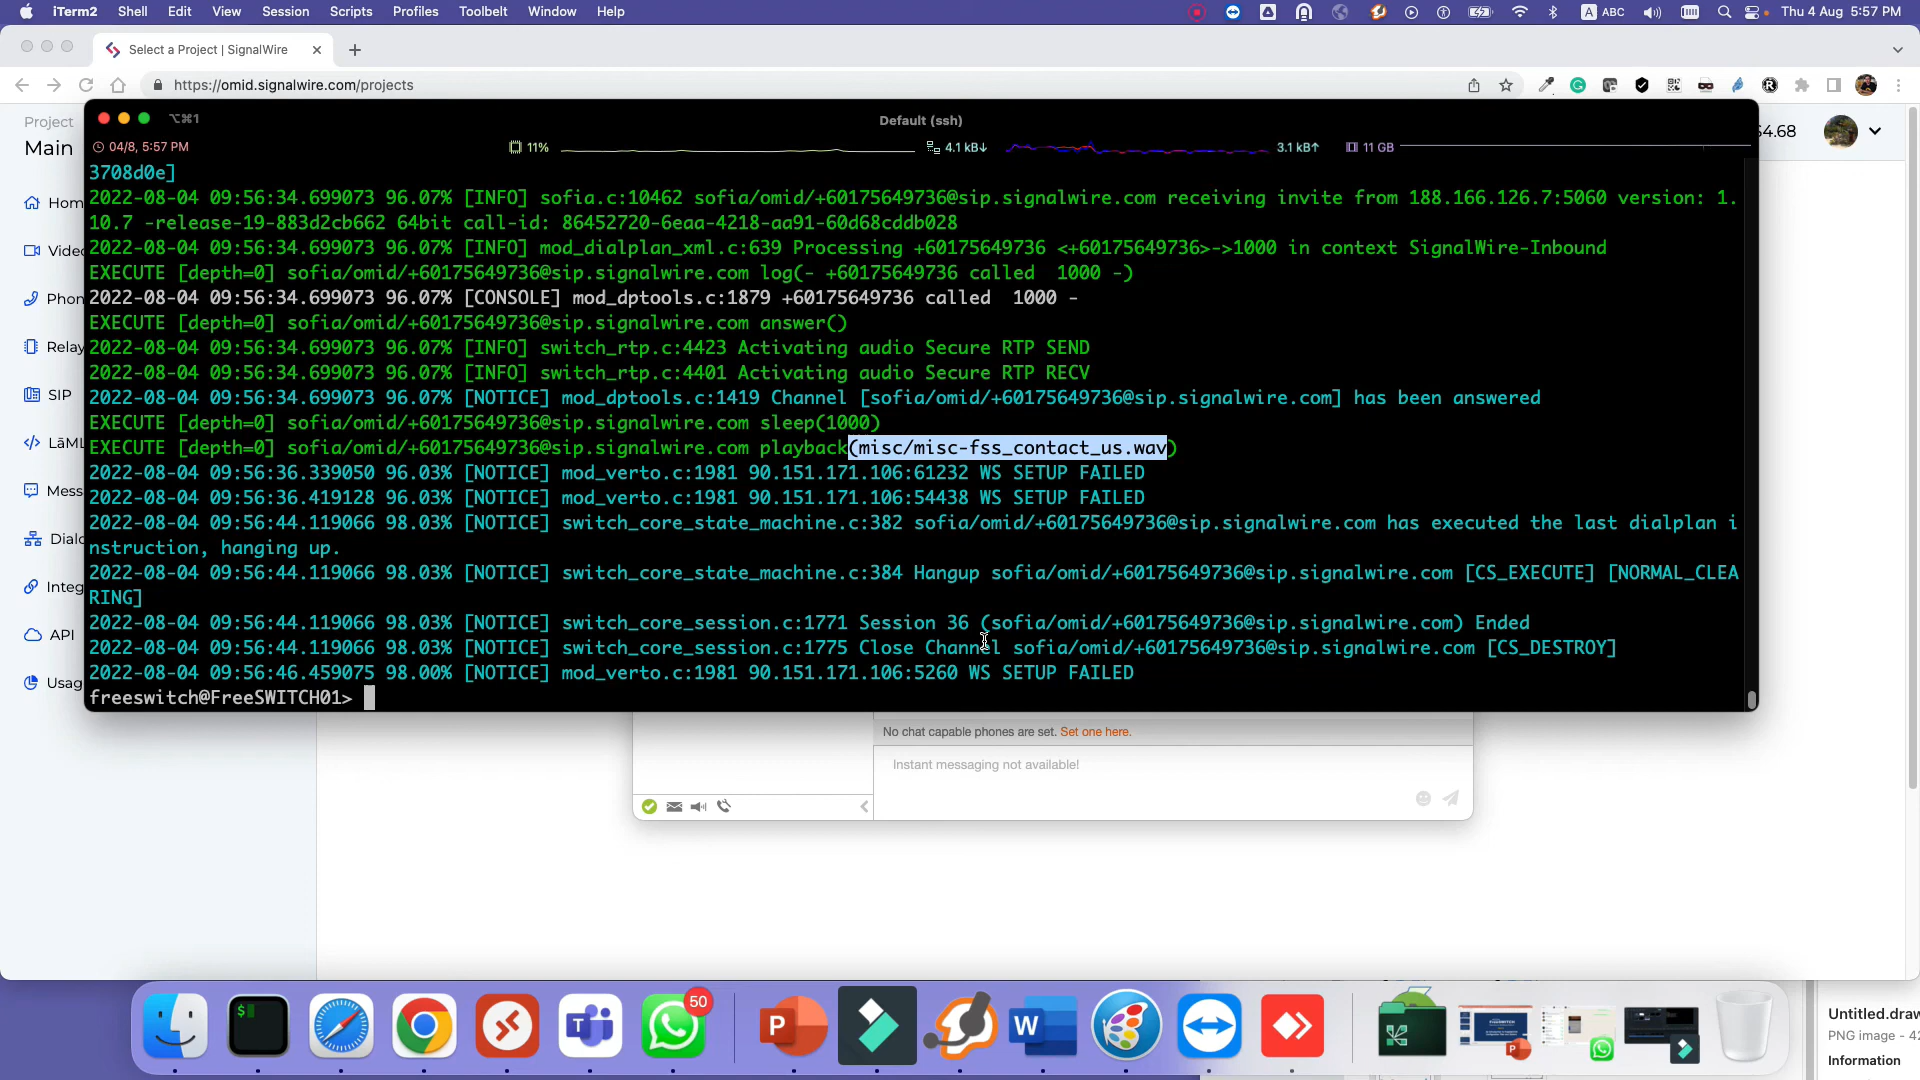 iTerm2 Shell Edit View Session Scripts Profiles Toolbelt Window Help
A ABC
Thu 4 Aug 5:57 PM
Select a Project | SignalWire
https://omid.signalwire.com/projects
Project
Main
⌥⌘1
Default (ssh)
04/8, 5:57 PM
11%
4.1 kB↓
3.1 kB↑
11 GB
4.68
3708d0e]
2022-08-04 09:56:34.699073 96.07% [INFO] sofia.c:10462 sofia/omid/+60175649736@sip.signalwire.com receiving invite from 188.166.126.7:5060 version: 1.
10.7 -release-19-883d2cb662 64bit call-id: 86452720-6eaa-4218-aa91-60d68cddb028
2022-08-04 09:56:34.699073 96.07% [INFO] mod_dialplan_xml.c:639 Processing +60175649736 <+60175649736>->1000 in context SignalWire-Inbound
EXECUTE [depth=0] sofia/omid/+60175649736@sip.signalwire.com log(- +60175649736 called  1000 -)
2022-08-04 09:56:34.699073 96.07% [CONSOLE] mod_dptools.c:1879 +60175649736 called  1000 -
EXECUTE [depth=0] sofia/omid/+60175649736@sip.signalwire.com answer()
2022-08-04 09:56:34.699073 96.07% [INFO] switch_rtp.c:4423 Activating audio Secure RTP SEND
2022-08-04 09:56:34.699073 96.07% [INFO] switch_rtp.c:4401 Activating audio Secure RTP RECV
2022-08-04 09:56:34.699073 96.07% [NOTICE] mod_dptools.c:1419 Channel [sofia/omid/+60175649736@sip.signalwire.com] has been answered
EXECUTE [depth=0] sofia/omid/+60175649736@sip.signalwire.com sleep(1000)
EXECUTE [depth=0] sofia/omid/+60175649736@sip.signalwire.com playback(misc/misc-fss_contact_us.wav)
2022-08-04 09:56:36.339050 96.03% [NOTICE] mod_verto.c:1981 90.151.171.106:61232 WS SETUP FAILED
2022-08-04 09:56:36.419128 96.03% [NOTICE] mod_verto.c:1981 90.151.171.106:54438 WS SETUP FAILED
2022-08-04 09:56:44.119066 98.03% [NOTICE] switch_core_state_machine.c:382 sofia/omid/+60175649736@sip.signalwire.com has executed the last dialplan i
nstruction, hanging up.
2022-08-04 09:56:44.119066 98.03% [NOTICE] switch_core_state_machine.c:384 Hangup sofia/omid/+60175649736@sip.signalwire.com [CS_EXECUTE] [NORMAL_CLEA
RING]
2022-08-04 09:56:44.119066 98.03% [NOTICE] switch_core_session.c:1771 Session 36 (sofia/omid/+60175649736@sip.signalwire.com) Ended
2022-08-04 09:56:44.119066 98.03% [NOTICE] switch_core_session.c:1775 Close Channel sofia/omid/+60175649736@sip.signalwire.com [CS_DESTROY]
2022-08-04 09:56:46.459075 98.00% [NOTICE] mod_verto.c:1981 90.151.171.106:5260 WS SETUP FAILED
freeswitch@FreeSWITCH01>
Hom
Vide
Phon
Relay
SIP
LāML
Mess
Dial
Integ
API
Usag
No chat capable phones are set. Set one here.
Instant messaging not available!
50
Untitled.draw
PNG image - 42
Information